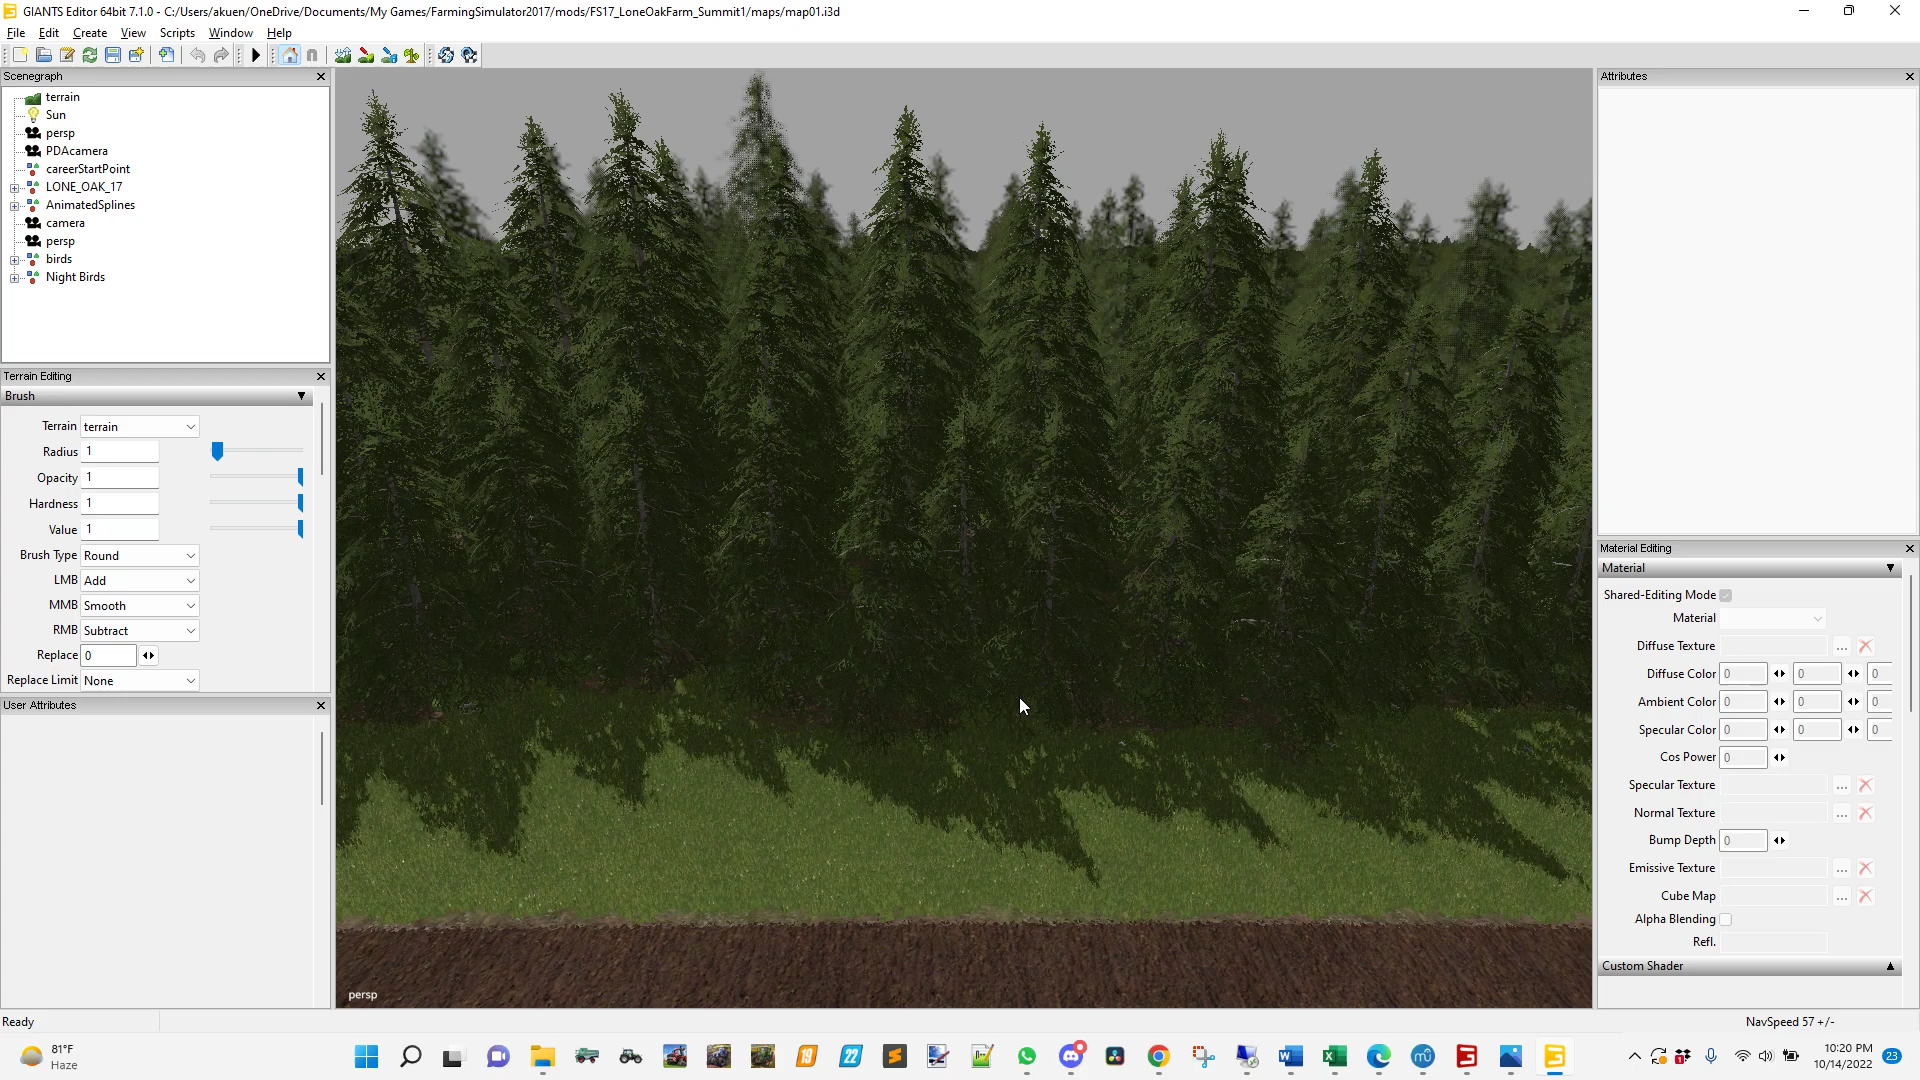 GIANTS Editor 64bit 7.1.0 - C:/Users/akuen/OneDrive/Documents/My Games/FarmingSimulator2017/mods/FS17_LoneOakFarm_Summit1/maps/map01.i3d
File Edit Create View Scripts Window Help
Scenegraph
terrain
Sun
persp
PDAcamera
careerStartPoint
LONE_OAK_17
AnimatedSplines
camera
persp
birds
Night Birds
Terrain Editing
Brush
Terrain terrain
Radius 1
Opacity 1
Hardness 1
Value 1
Brush Type Round
LMB Add
MMB Smooth
RMB Subtract
Replace 0
Replace Limit None
User Attributes
persp
Attributes
Material Editing
Material
Shared-Editing Mode
Material
Diffuse Texture ...
Diffuse Color 0 0 0
Ambient Color 0 0 0
Specular Color 0 0 0
Cos Power 0
Specular Texture ...
Normal Texture ...
Bump Depth 0
Emissive Texture ...
Cube Map ...
Alpha Blending
Refl.
Custom Shader
Ready
NavSpeed 57 +/-
81°F
Haze
19
22
10:20 PM
10/14/2022
23